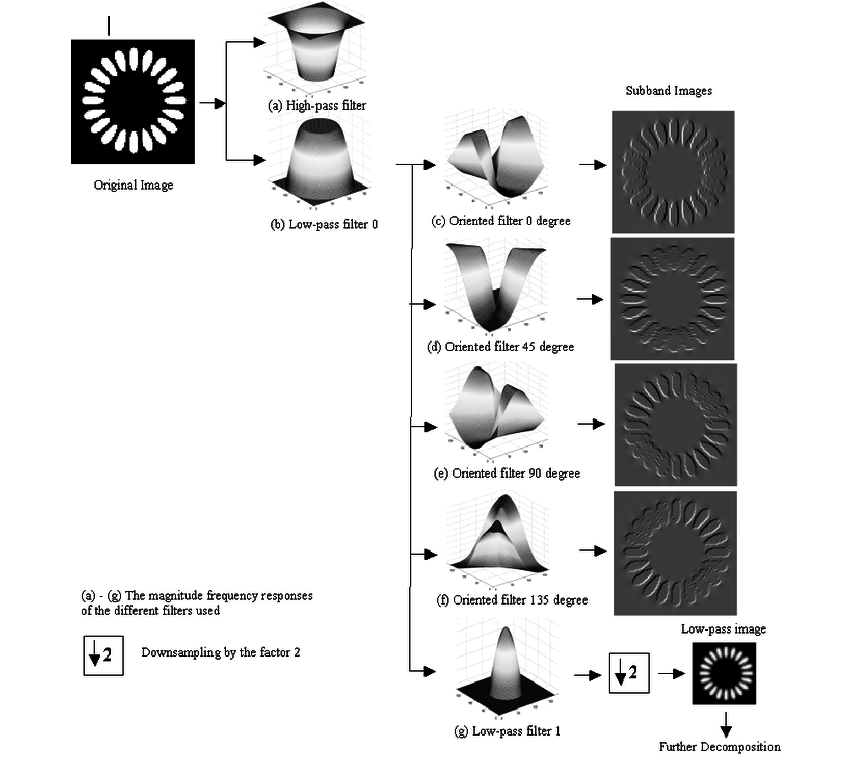 (a) High-pass filter
Original Image
(b) Low-pass filter 0
Subband Images
(c) Oriented filter 0 degree
(d) Oriented filter 45 degree
(e) Oriented filter 90 degree
(f) Oriented filter 135 degree
(a) - (g) The magnitude frequency responses
of the different filters used
↓2
Downsampling by the factor 2
(g) Low-pass filter 1
↓2
Low-pass image
Further Decomposition